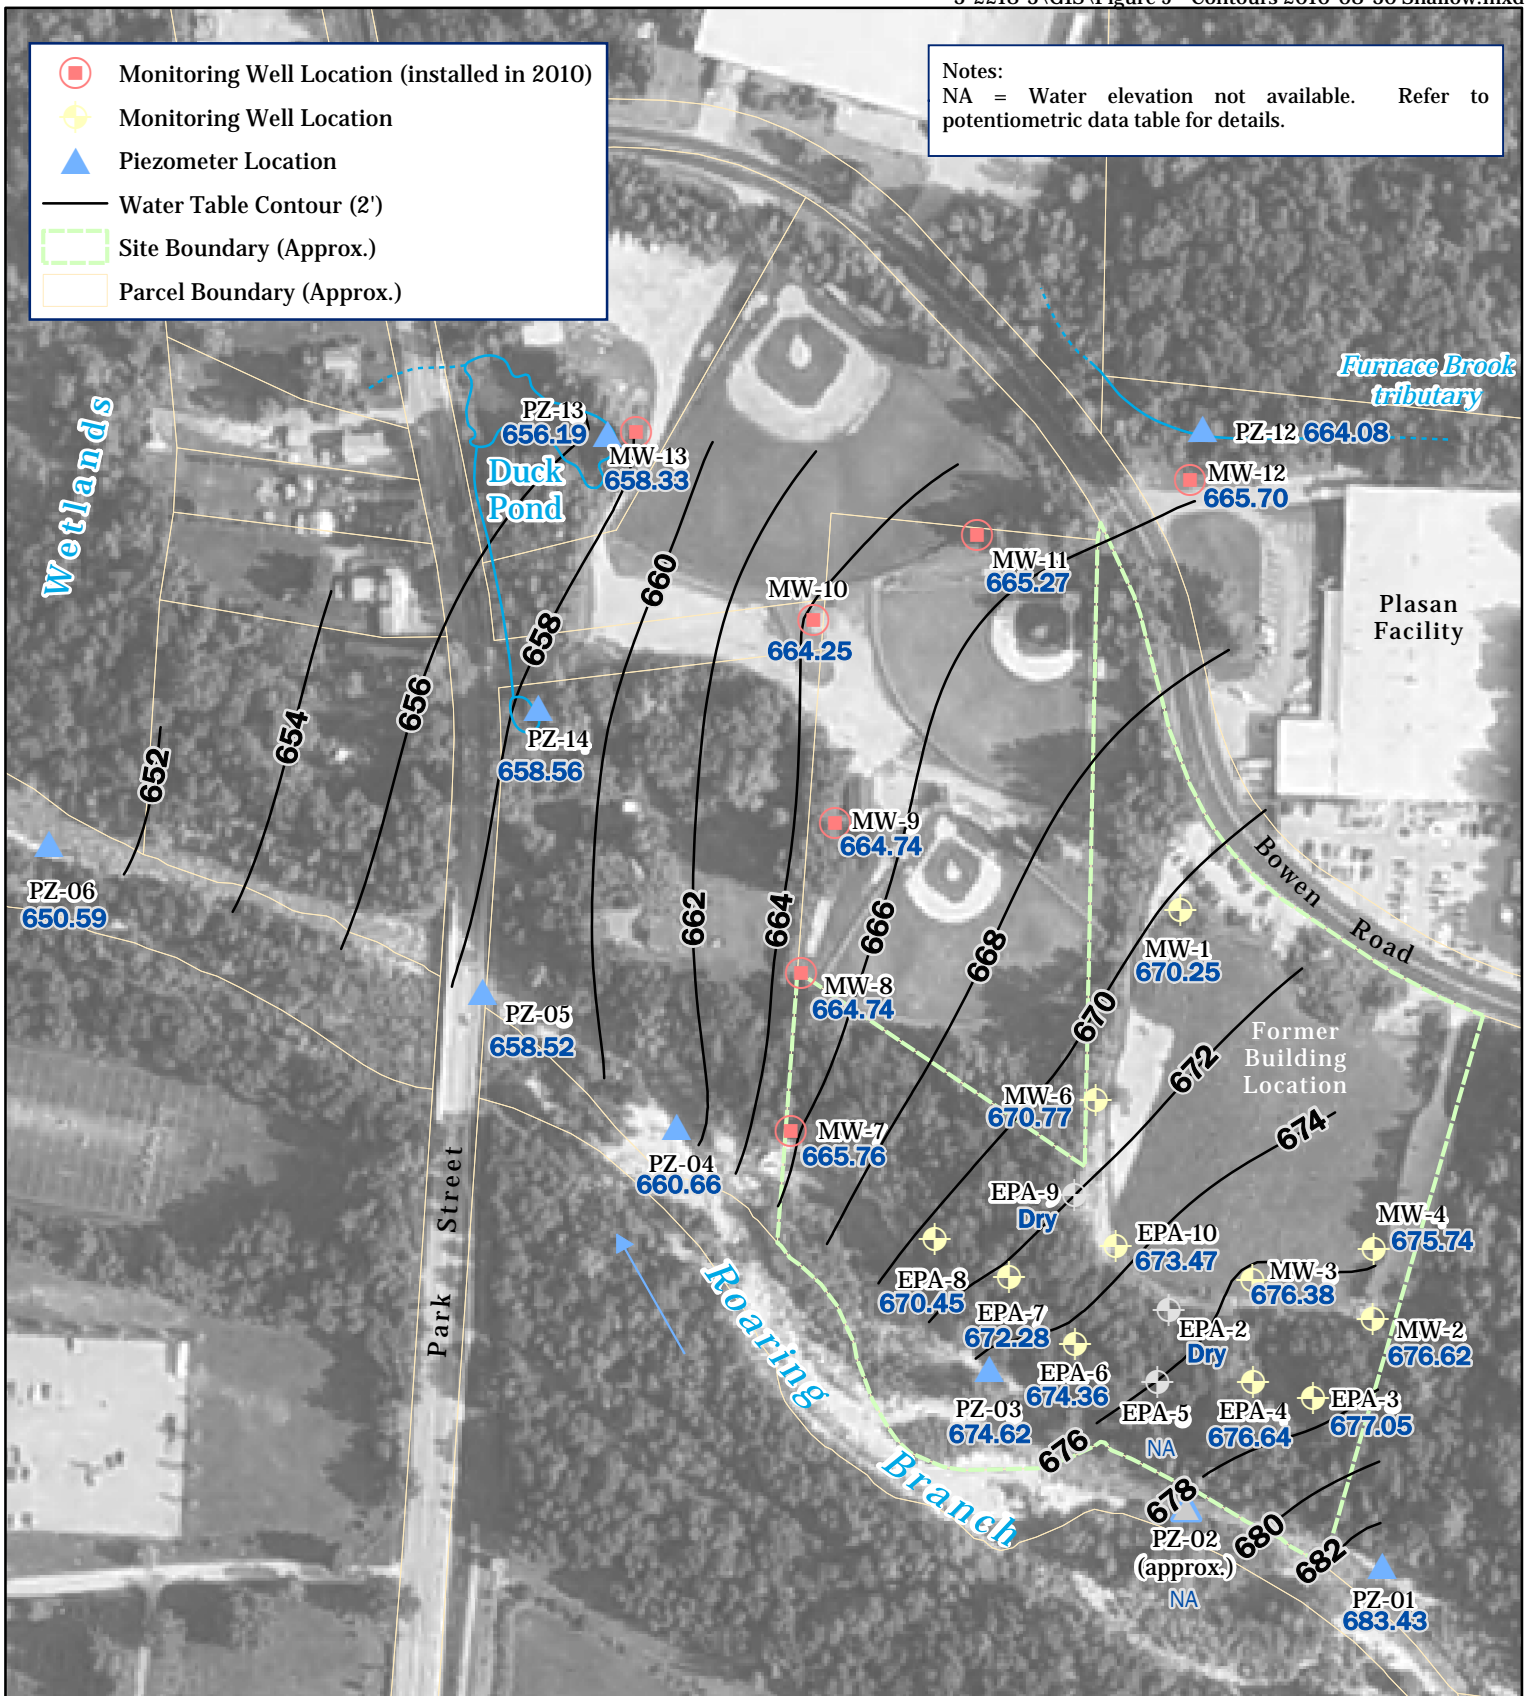 Monitoring Well Location (installed in 2010)
Monitoring Well Location
Piezometer Location
Water Table Contour (2')
Site Boundary (Approx.)
Parcel Boundary (Approx.)
Notes:
NA = Water elevation not available. Refer to
potentiometric data table for details.
Furnace Brook
tributary
Wetlands
PZ-13
656.19
MW-13
658.33
Duck
Pond
PZ-12 664.08
MW-12
665.70
MW-11
665.27
MW-10
664.25
Plasan
Facility
660
658
656
654
652
PZ-14
658.56
MW-9
664.74
PZ-06
650.59
662
664
666
668
Bowen Road
MW-1
670.25
MW-8
664.74
PZ-05
658.52
670
672
Former
Building
Location
MW-6
670.77
674
MW-7
665.76
PZ-04
660.66
Park Street
EPA-9
Dry
EPA-10
673.47
MW-4
675.74
MW-3
676.38
EPA-8
670.45
EPA-7
672.28
EPA-2
Dry
MW-2
676.62
EPA-6
674.36
Roaring
Branch
PZ-03
674.62
EPA-5
NA
EPA-4
676.64
EPA-3
677.05
676
678
680
682
PZ-02
(approx.)
NA
PZ-01
683.43